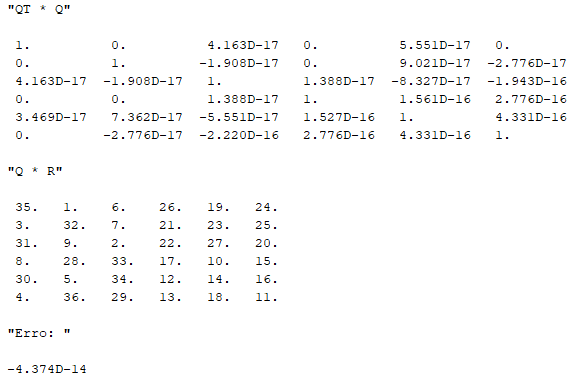 "QT * Q"
1. 0. 4.163D-17 0. 5.551D-17 0.
0. 1. -1.908D-17 0. 9.021D-17 -2.776D-17
4.163D-17 -1.908D-17 1. 1.388D-17 -8.327D-17 -1.943D-16
0. 0. 1.388D-17 1. 1.561D-16 2.776D-16
3.469D-17 7.362D-17 -5.551D-17 1.527D-16 1. 4.331D-16
0. -2.776D-17 -2.220D-16 2.776D-16 4.331D-16 1.
"Q * R"
35. 1. 6. 26. 19. 24.
3. 32. 7. 21. 23. 25.
31. 9. 2. 22. 27. 20.
8. 28. 33. 17. 10. 15.
30. 5. 34. 12. 14. 16.
4. 36. 29. 13. 18. 11.
"Erro: "
-4.374D-14